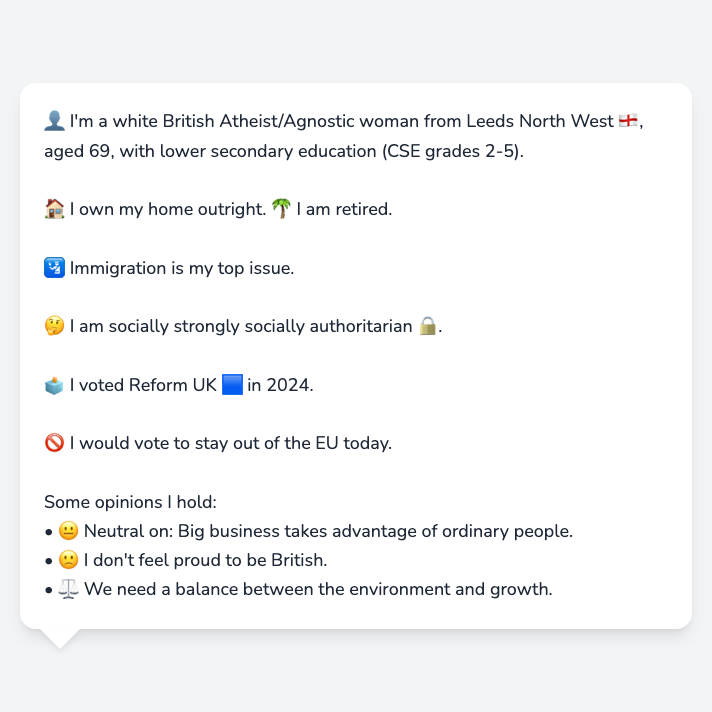 👤 I'm a white British Atheist/Agnostic woman from Leeds North West 🏴󠁧󠁢󠁥󠁮󠁧󠁿,
aged 69, with lower secondary education (CSE grades 2-5).
🏠 I own my home outright. 🌴 I am retired.
🛂 Immigration is my top issue.
🤔 I am socially strongly socially authoritarian 🔒.
🗳️ I voted Reform UK 🟦 in 2024.
🚫 I would vote to stay out of the EU today.
Some opinions I hold:
• 😐 Neutral on: Big business takes advantage of ordinary people.
• 🙁 I don't feel proud to be British.
• ⚖️ We need a balance between the environment and growth.